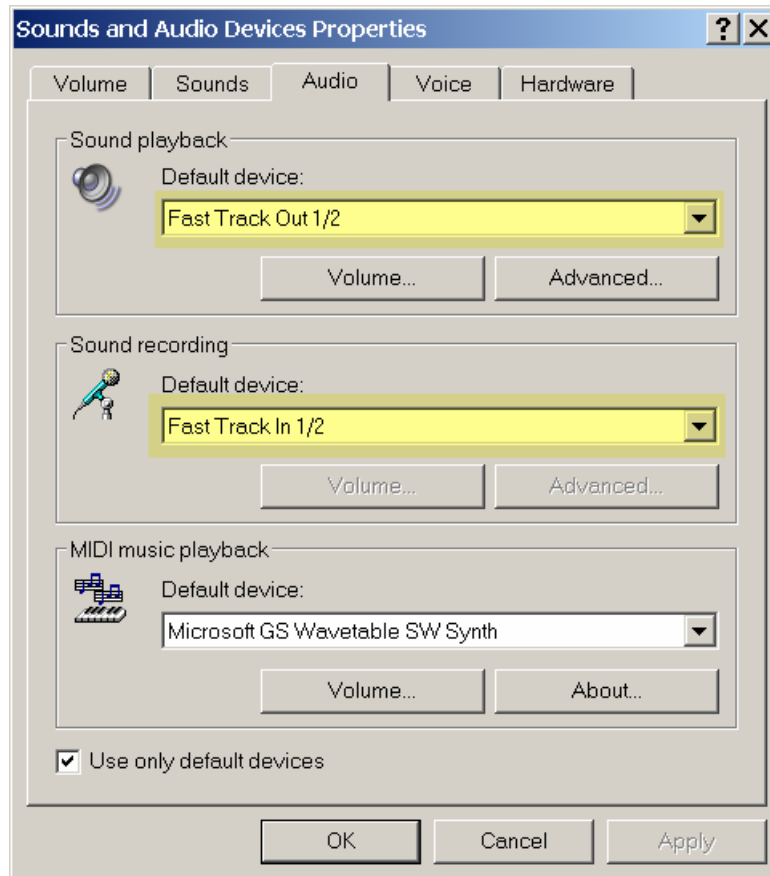 Sounds and Audio Devices Properties
Volume Sounds Audio Voice Hardware
Sound playback
Default device:
Fast Track Out 1/2
Volume... Advanced...
Sound recording
Default device:
Fast Track In 1/2
Volume... Advanced...
MIDI music playback
Default device:
Microsoft GS Wavetable SW Synth
Volume... About...
Use only default devices
OK Cancel Apply